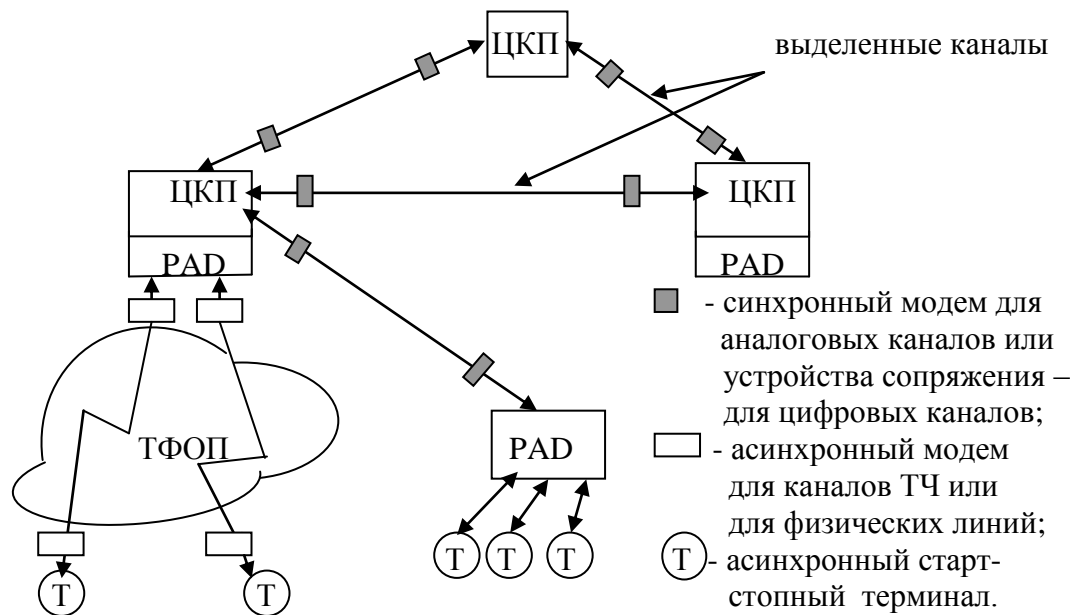 ЦКП
выделенные каналы
ЦКП
ЦКП
PAD
PAD
- синхронный модем для
аналоговых каналов или
устройства сопряжения –
для цифровых каналов;
ТФОП
PAD
- асинхронный модем
для каналов ТЧ или
для физических линий;
Т
Т
Т
Т
- асинхронный старт-
Т
Т
стопный терминал.